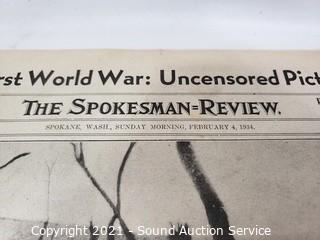 rst World War: Uncensored Pict
THE SPOKESMAN=REVIEW.
SPOKANE, WASH., SUNDAY MORNING, FEBRUARY 4, 1934.
Copyright 2021 - Sound Auction Service